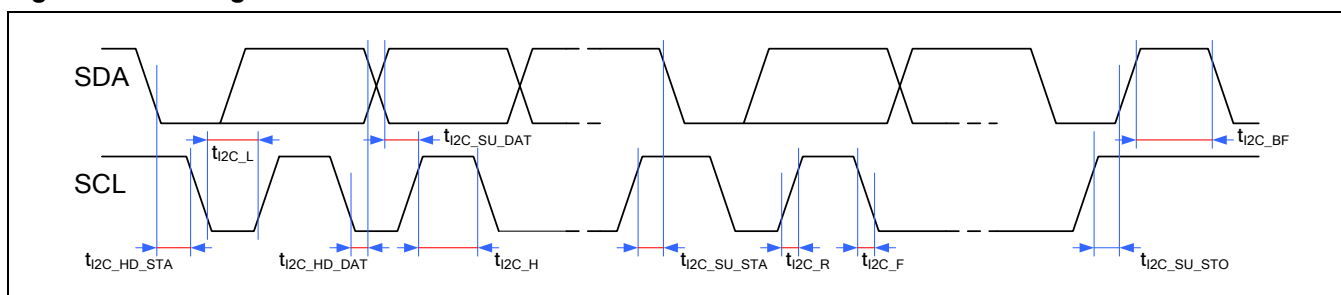 SDA
tI2C_L
tI2C_SU_DAT
tI2C_BF
SCL
tI2C_HD_STA
tI2C_HD_DAT
tI2C_H
tI2C_SU_STA
tI2C_R
tI2C_F
tI2C_SU_STO